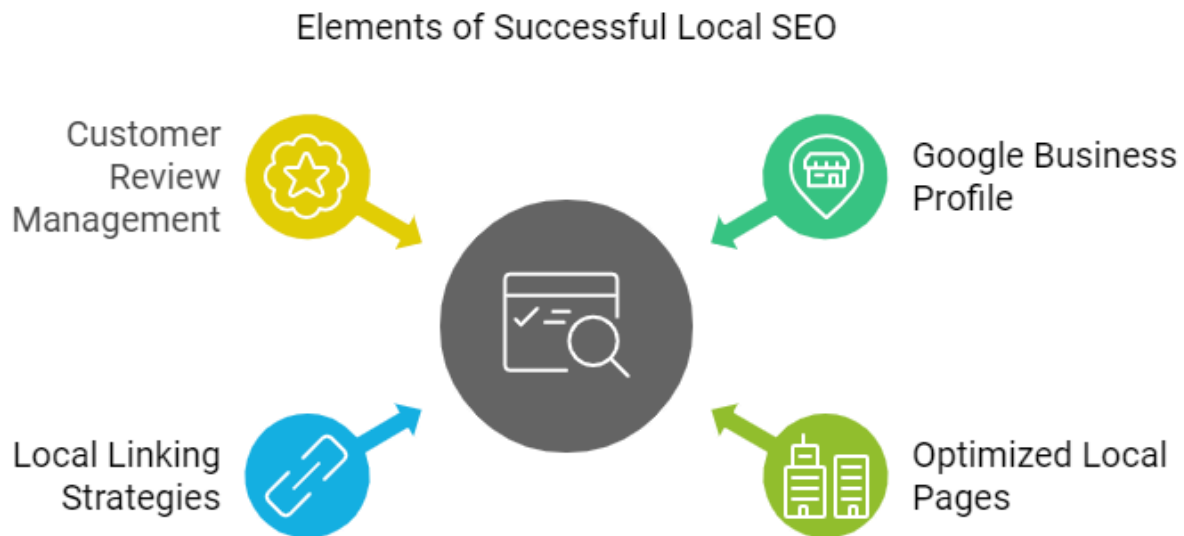 Elements of Successful Local SEO
Customer
Review
Management
Google Business
Profile
Local Linking
Strategies
Optimized Local
Pages